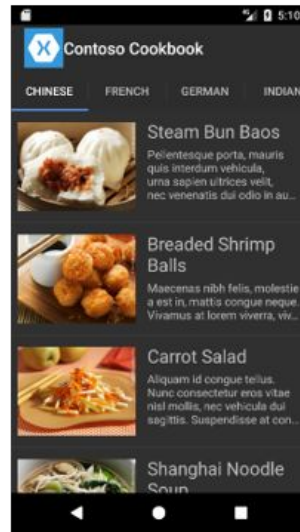 5:10
Contoso Cookbook
CHINESE FRENCH GERMAN INDIAN
Steam Bun Baos
Pellentesque porta, mauris
quis interdum vehicula,
urna sapien ultrices velit,
nec venenatis dui odio in au...
Breaded Shrimp
Balls
Maecenas nibh felis, molestie
a est in, mattis congue neque.
Vivamus at lorem viverra, viv...
Carrot Salad
Aliquam id congue tellus.
Nunc consectetur eros vitae
nisl mollis, nec vehicula dui
sagittis. Suspendisse at con...
Shanghai Noodle
Soup